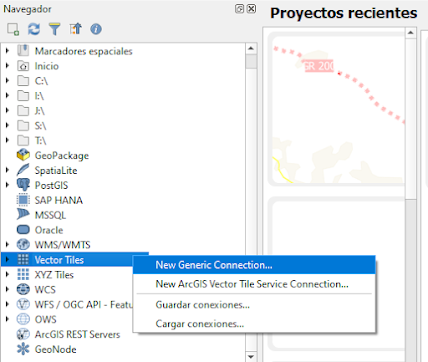 Navegador
Proyectos recientes
Marcadores espaciales
Inicio
C:\
I:\
J:\
S:\
T:\
GeoPackage
SpatiaLite
PostGIS
SAP HANA
MSSQL
Oracle
WMS/WMTS
Vector Tiles
XYZ Tiles
WCS
WFS / OGC API - Featu
OWS
ArcGIS REST Servers
GeoNode
New Generic Connection...
New ArcGIS Vector Tile Service Connection...
Guardar conexiones...
Cargar conexiones...
GR 200